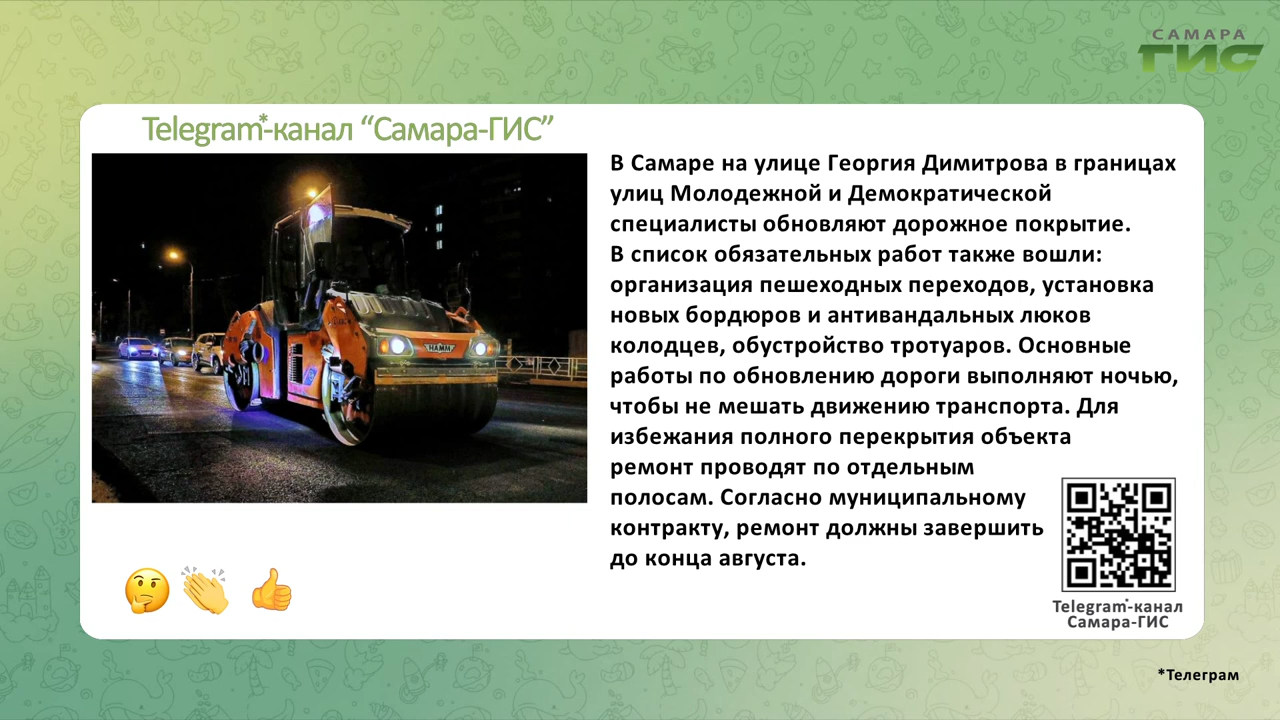 САМАРА
ГИС
Telegram*-канал “Самара-ГИС”
В Самаре на улице Георгия Димитрова в границах
улиц Молодежной и Демократической
специалисты обновляют дорожное покрытие.
В список обязательных работ также вошли:
организация пешеходных переходов, установка
новых бордюров и антивандальных люков
колодцев, обустройство тротуаров. Основные
работы по обновлению дороги выполняют ночью,
чтобы не мешать движению транспорта. Для
избежания полного перекрытия объекта
ремонт проводят по отдельным
полосам. Согласно муниципальному
контракту, ремонт должны завершить
до конца августа.
HAMM
Telegram*-канал
Самара-ГИС
*Телеграм